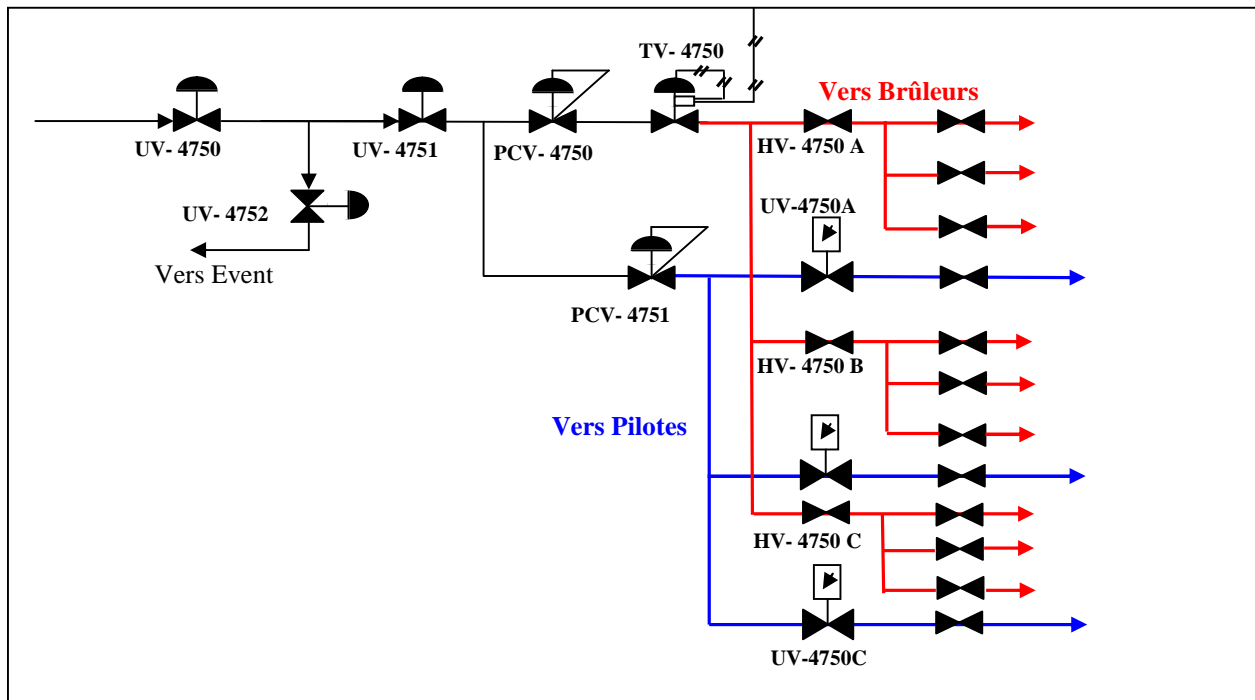 TV- 4750
Vers Brûleurs
UV- 4750
UV- 4751
PCV- 4750
HV- 4750 A
UV- 4752
UV-4750A
Vers Event
PCV- 4751
HV- 4750 B
Vers Pilotes
HV- 4750 C
UV-4750C